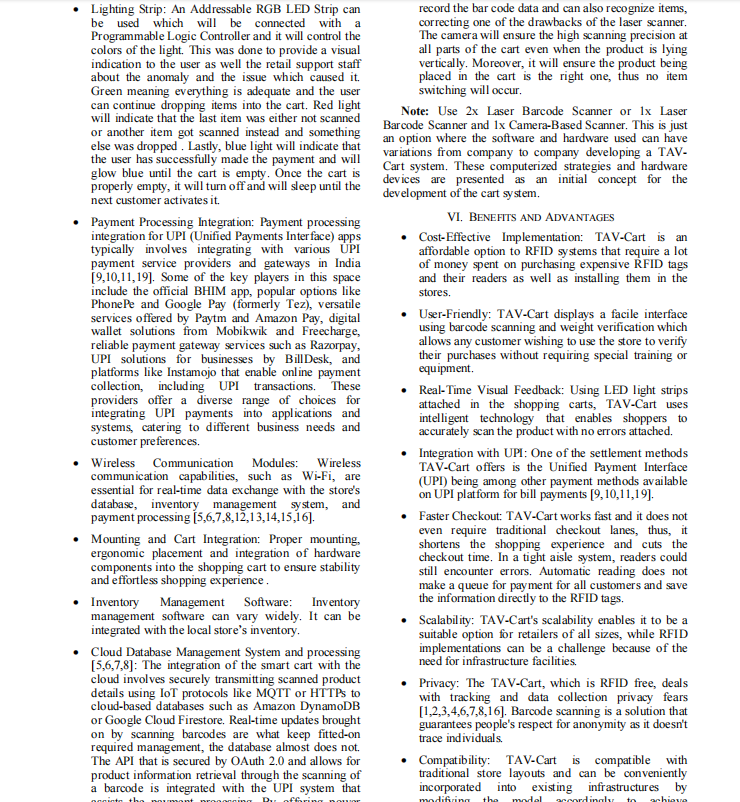 • Lighting Strip: An Addressable RGB LED Strip can
be used which will be connected with a
Programmable Logic Controller and it will control the
colors of the light. This was done to provide a visual
indication to the user as well the retail support staff
about the anomaly and the issue which caused it.
Green meaning everything is adequate and the user
can continue dropping items into the cart. Red light
will indicate that the last item was either not scanned
or another item got scanned instead and something
else was dropped . Lastly, blue light will indicate that
the user has successfully made the payment and will
glow blue until the cart is empty. Once the cart is
properly empty, it will turn off and will sleep until the
next customer activates it.
• Payment Processing Integration: Payment processing
integration for UPI (Unified Payments Interface) apps
typically involves integrating with various UPI
payment service providers and gateways in India
[9,10,11,19]. Some of the key players in this space
include the official BHIM app, popular options like
PhonePe and Google Pay (formerly Tez), versatile
services offered by Paytm and Amazon Pay, digital
wallet solutions from Mobikwik and Freecharge,
reliable payment gateway services such as Razorpay,
UPI solutions for businesses by BillDesk, and
platforms like Instamojo that enable online payment
collection, including UPI transactions. These
providers offer a diverse range of choices for
integrating UPI payments into applications and
systems, catering to different business needs and
customer preferences.
• Wireless Communication Modules: Wireless
communication capabilities, such as Wi-Fi, are
essential for real-time data exchange with the store's
database, inventory management system, and
payment processing [5,6,7,8,12,13,14,15,16].
• Mounting and Cart Integration: Proper mounting,
ergonomic placement and integration of hardware
components into the shopping cart to ensure stability
and effortless shopping experience .
• Inventory Management Software: Inventory
management software can vary widely. It can be
integrated with the local store's inventory.
• Cloud Database Management System and processing
[5,6,7,8]: The integration of the smart cart with the
cloud involves securely transmitting scanned product
details using IoT protocols like MQTT or HTTPs to
cloud-based databases such as Amazon DynamoDB
or Google Cloud Firestore. Real-time updates brought
on by scanning barcodes are what keep fitted-on
required management, the database almost does not.
The API that is secured by OAuth 2.0 and allows for
product information retrieval through the scanning of
a barcode is integrated with the UPI system that
assists the payment processing. By offering power
record the bar code data and can also recognize items,
correcting one of the drawbacks of the laser scanner.
The camera will ensure the high scanning precision at
all parts of the cart even when the product is lying
vertically. Moreover, it will ensure the product being
placed in the cart is the right one, thus no item
switching will occur.
Note: Use 2x Laser Barcode Scanner or 1x Laser
Barcode Scanner and 1x Camera-Based Scanner. This is just
an option where the software and hardware used can have
variations from company to company developing a TAV-
Cart system. These computerized strategies and hardware
devices are presented as an initial concept for the
development of the cart system.
VI. BENEFITS AND ADVANTAGES
• Cost-Effective Implementation: TAV-Cart is an
affordable option to RFID systems that require a lot
of money spent on purchasing expensive RFID tags
and their readers as well as installing them in the
stores.
• User-Friendly: TAV-Cart displays a facile interface
using barcode scanning and weight verification which
allows any customer wishing to use the store to verify
their purchases without requiring special training or
equipment.
• Real-Time Visual Feedback: Using LED light strips
attached in the shopping carts, TAV-Cart uses
intelligent technology that enables shoppers to
accurately scan the product with no errors attached.
• Integration with UPI: One of the settlement methods
TAV-Cart offers is the Unified Payment Interface
(UPI) being among other payment methods available
on UPI platform for bill payments [9,10,11,19].
• Faster Checkout: TAV-Cart works fast and it does not
even require traditional checkout lanes, thus, it
shortens the shopping experience and cuts the
checkout time. In a tight aisle system, readers could
still encounter errors. Automatic reading does not
make a queue for payment for all customers and save
the information directly to the RFID tags.
• Scalability: TAV-Cart's scalability enables it to be a
suitable option for retailers of all sizes, while RFID
implementations can be a challenge because of the
need for infrastructure facilities.
• Privacy: The TAV-Cart, which is RFID free, deals
with tracking and data collection privacy fears
[1,2,3,4,6,7,8,16]. Barcode scanning is a solution that
guarantees people's respect for anonymity as it doesn't
trace individuals.
• Compatibility: TAV-Cart is compatible with
traditional store layouts and can be conveniently
incorporated into existing infrastructures by
modifying the model accordingly to achieve